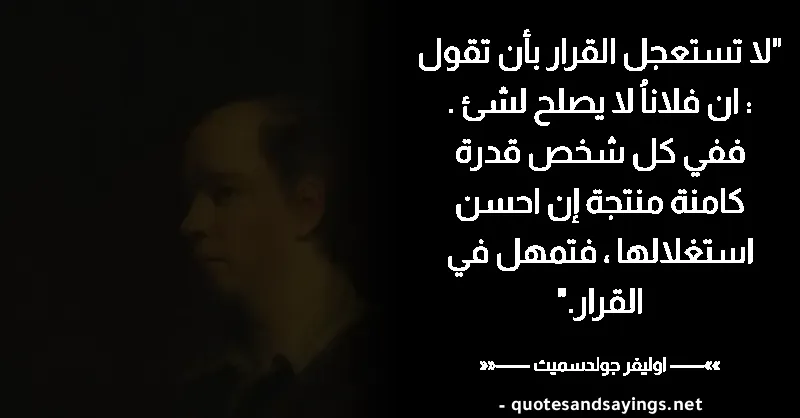 "لا تستعجل القرار بأن تقول
: ان فلاناُ لا يصلح لشئ .
ففي كل شخص قدرة
كامنة منتجة إن احسن
استغلالها ، فتمهل في
القرار."
»»—— اوليفر جولدسميث ——««
- quotesandsayings.net